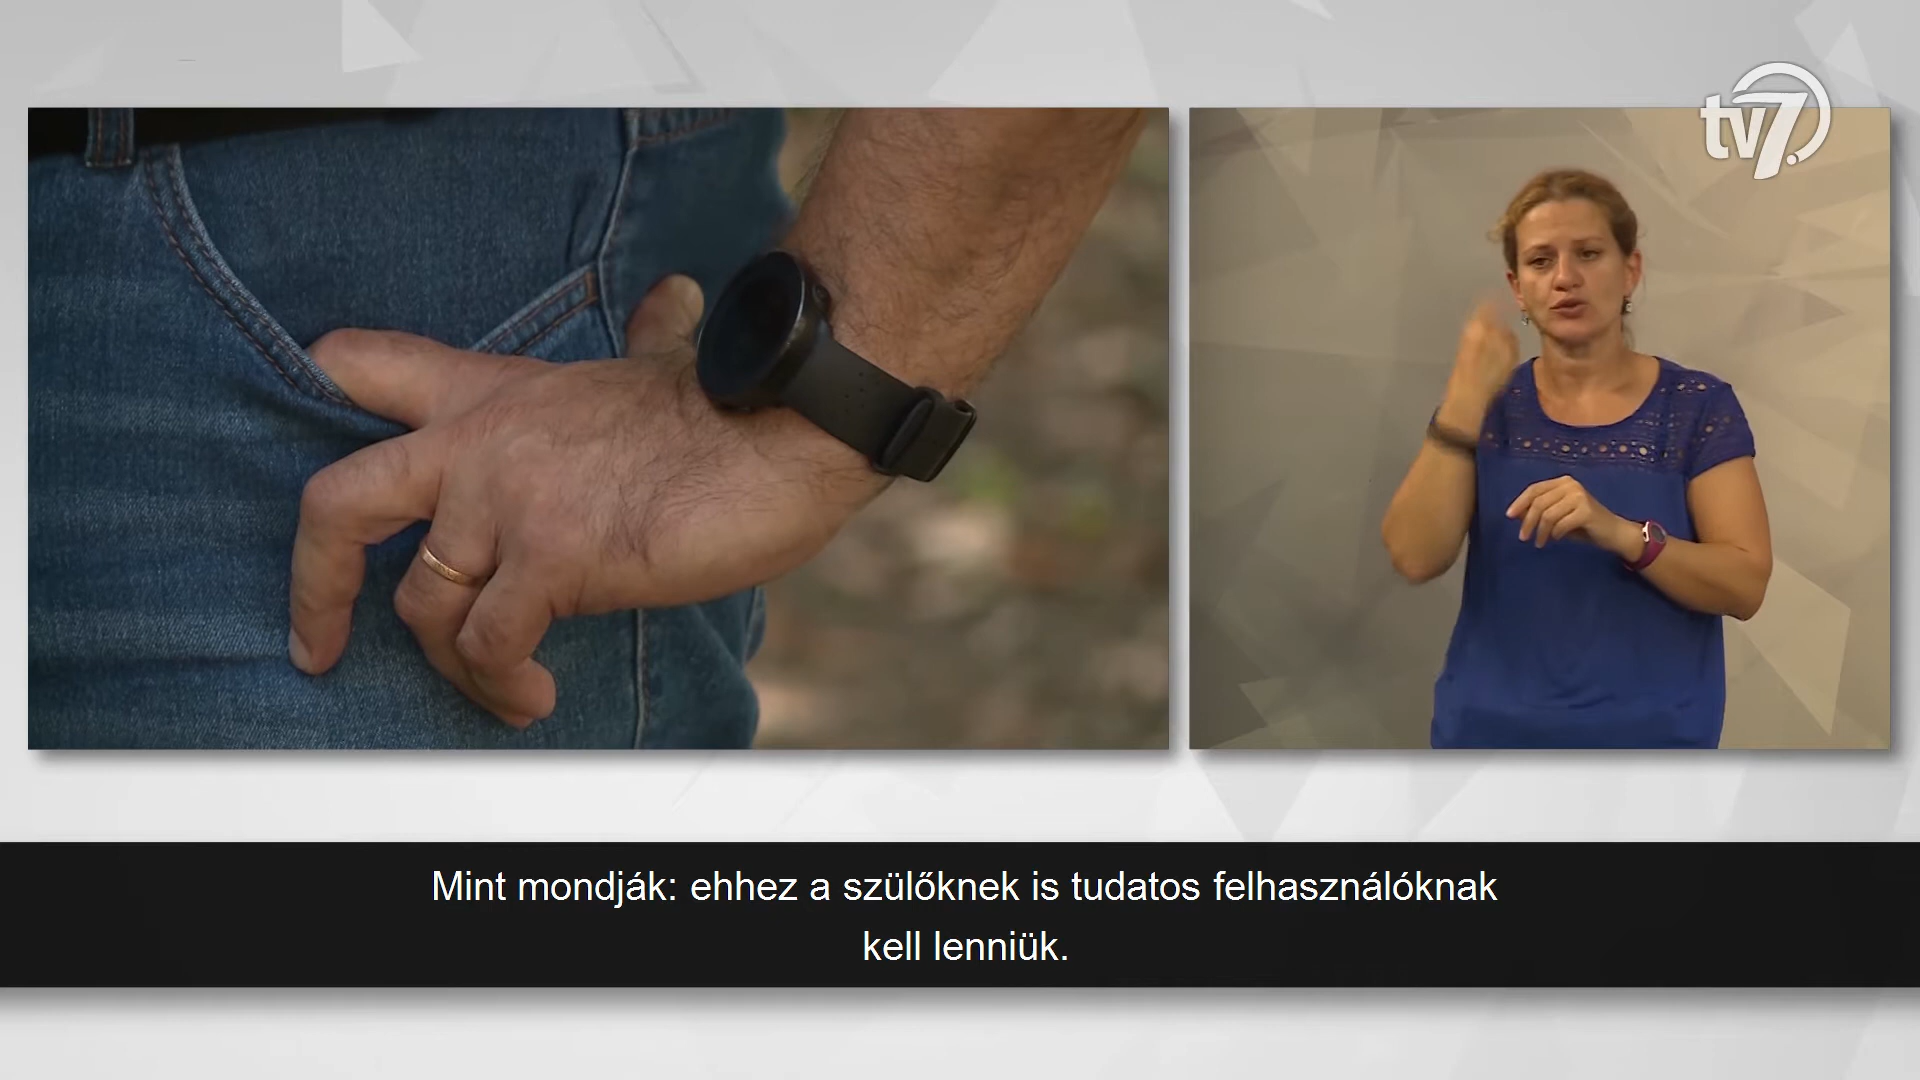 tv7.
Mint mondják: ehhez a szülőknek is tudatos felhasználóknak
kell lenniük.